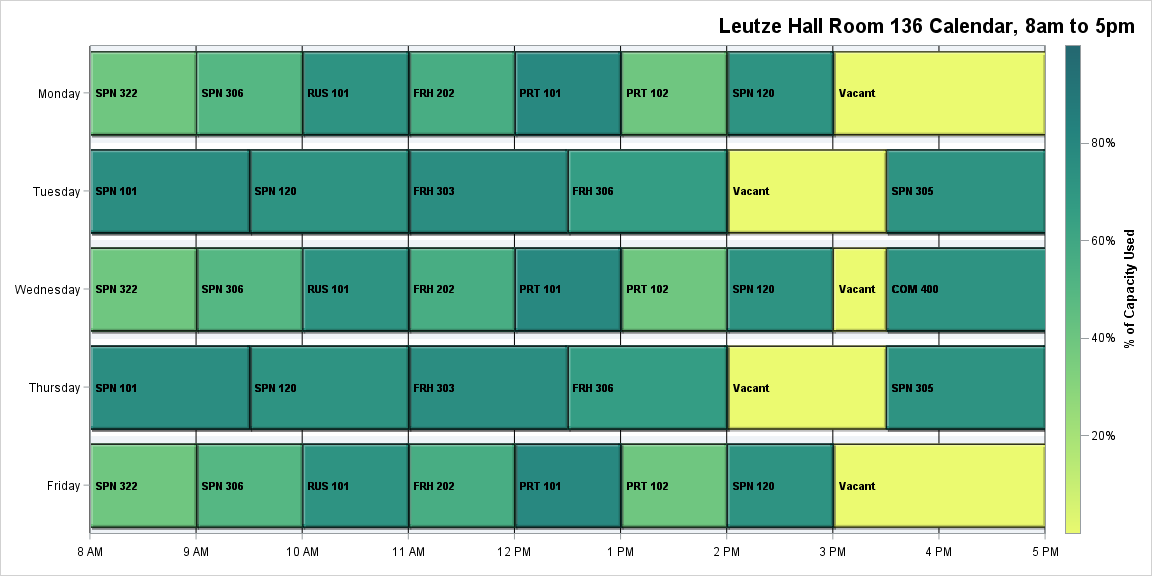 Leutze Hall Room 136 Calendar, 8am to 5pm
Monday SPN 322 SPN 306 RUS 101 FRH 202 PRT 101 PRT 102 SPN 120 Vacant
Tuesday SPN 101 SPN 120 FRH 303 FRH 306 Vacant SPN 305
Wednesday SPN 322 SPN 306 RUS 101 FRH 202 PRT 101 PRT 102 SPN 120 Vacant COM 400
Thursday SPN 101 SPN 120 FRH 303 FRH 306 Vacant SPN 305
Friday SPN 322 SPN 306 RUS 101 FRH 202 PRT 101 PRT 102 SPN 120 Vacant
8 AM 9 AM 10 AM 11 AM 12 PM 1 PM 2 PM 3 PM 4 PM 5 PM
80%
60%
40%
20%
% of Capacity Used